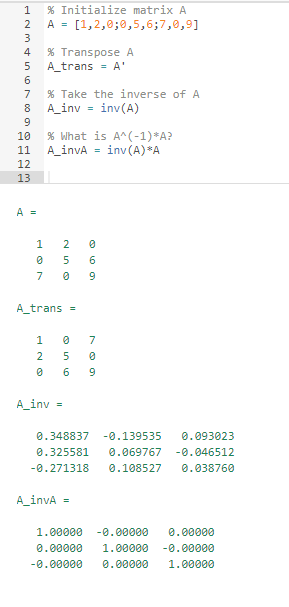 1 % Initialize matrix A
2 A = [1,2,0;0,5,6;7,0,9]
3
4 % Transpose A
5 A_trans = A'
6
7 % Take the inverse of A
8 A_inv = inv(A)
9
10 % What is A^(-1)*A?
11 A_invA = inv(A)*A
12
13
A =
1 2 0
0 5 6
7 0 9
A_trans =
1 0 7
2 5 0
0 6 9
A_inv =
0.348837 -0.139535 0.093023
0.325581 0.069767 -0.046512
-0.271318 0.108527 0.038760
A_invA =
1.00000 -0.00000 0.00000
0.00000 1.00000 -0.00000
-0.00000 0.00000 1.00000